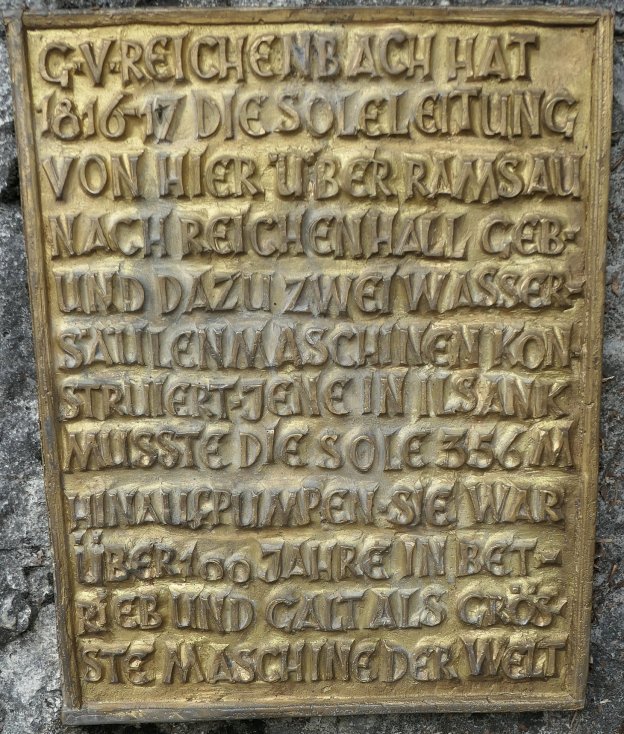 G·V·REICHENBACH HAT
1816-17 DIE SOLELEITUNG
VON HIER ÜBER RAMSAU
NACH REICHENHALL GEB-
UND DAZU ZWEI WASSER-
SÄULENMASCHINEN KON-
STRUIERT·JENE IN ILSANK
MUSSTE DIE SOLE 356 M
HINAUFPUMPEN·SIE WAR
ÜBER 100 JAHRE IN BET-
RIEB UND GALT ALS GRÖS-
STE MASCHINE DER WELT